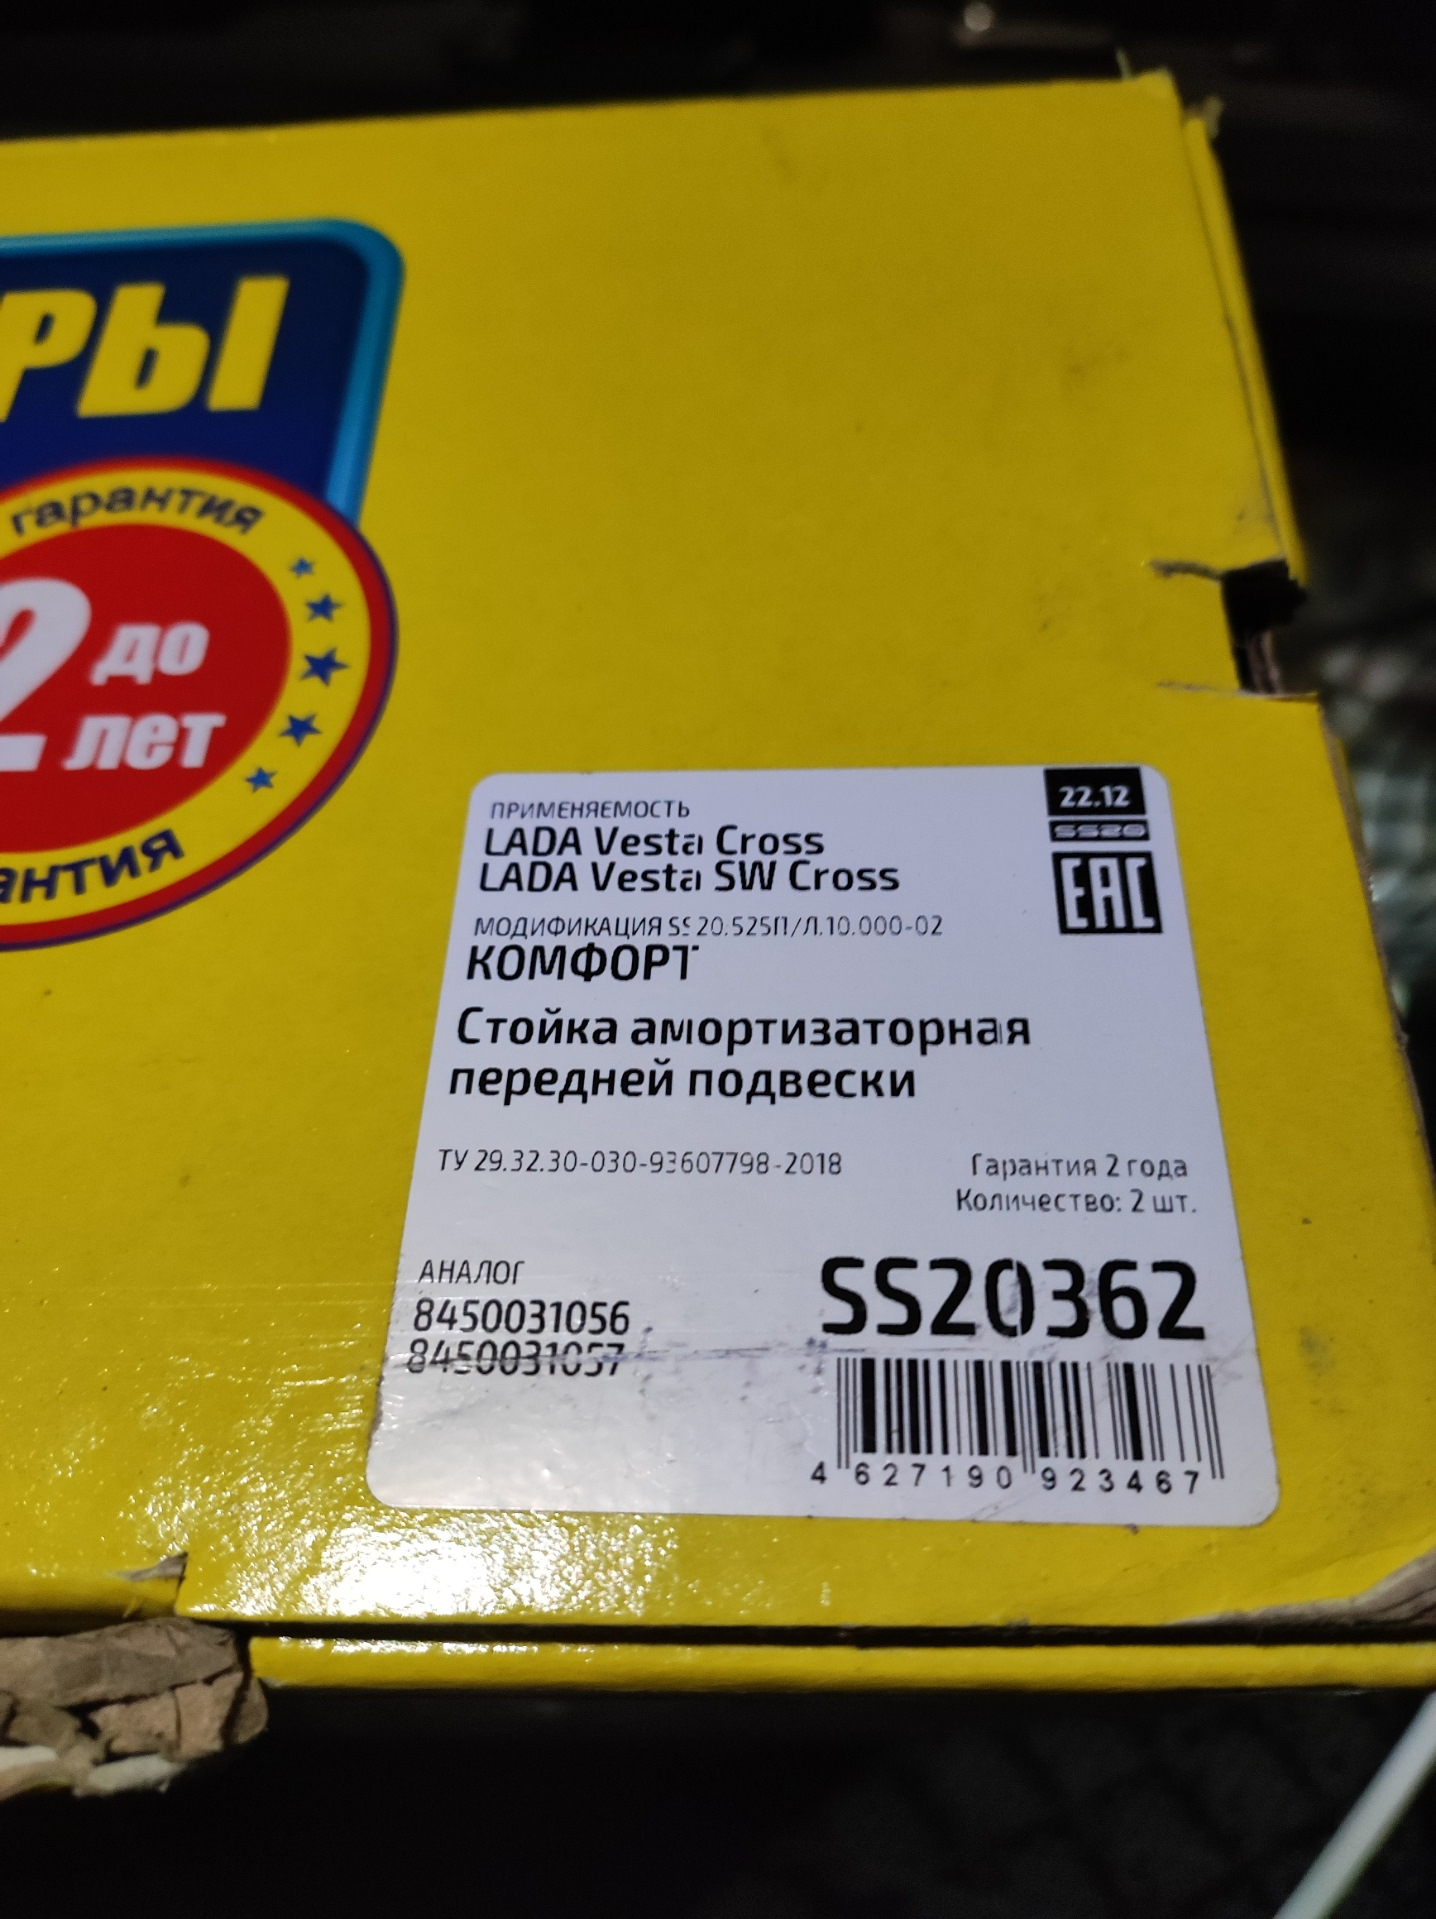 РЫ
гарантия
2 до
лет
антия
ПРИМЕНЯЕМОСТЬ
LADA Vesta Cross
LADA Vesta SW Cross
22.12
SS20
EAC
МОДИФИКАЦИЯ SS20.525П/Л.10.000-02
КОМФОРТ
Стойка амортизаторная
передней подвески
ТУ 29.32.30-030-93607798-2018
Гарантия 2 года
Количество: 2 шт.
АНАЛОГ
8450031056
8450031057
SS20362
4 627190 923467